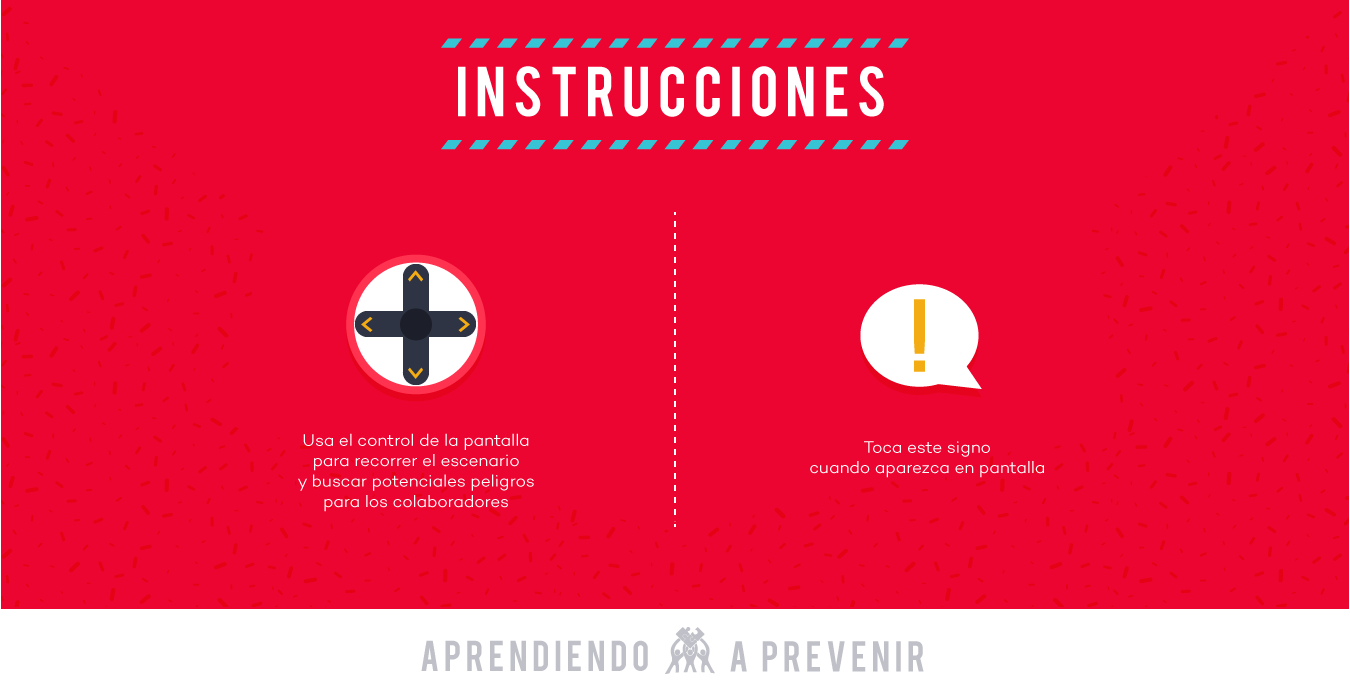 INSTRUCCIONES
Usa el control de la pantalla
para recorrer el escenario
y buscar potenciales peligros
para los colaboradores
!
Toca este signo
cuando aparezca en pantalla
APRENDIENDO A PREVENIR